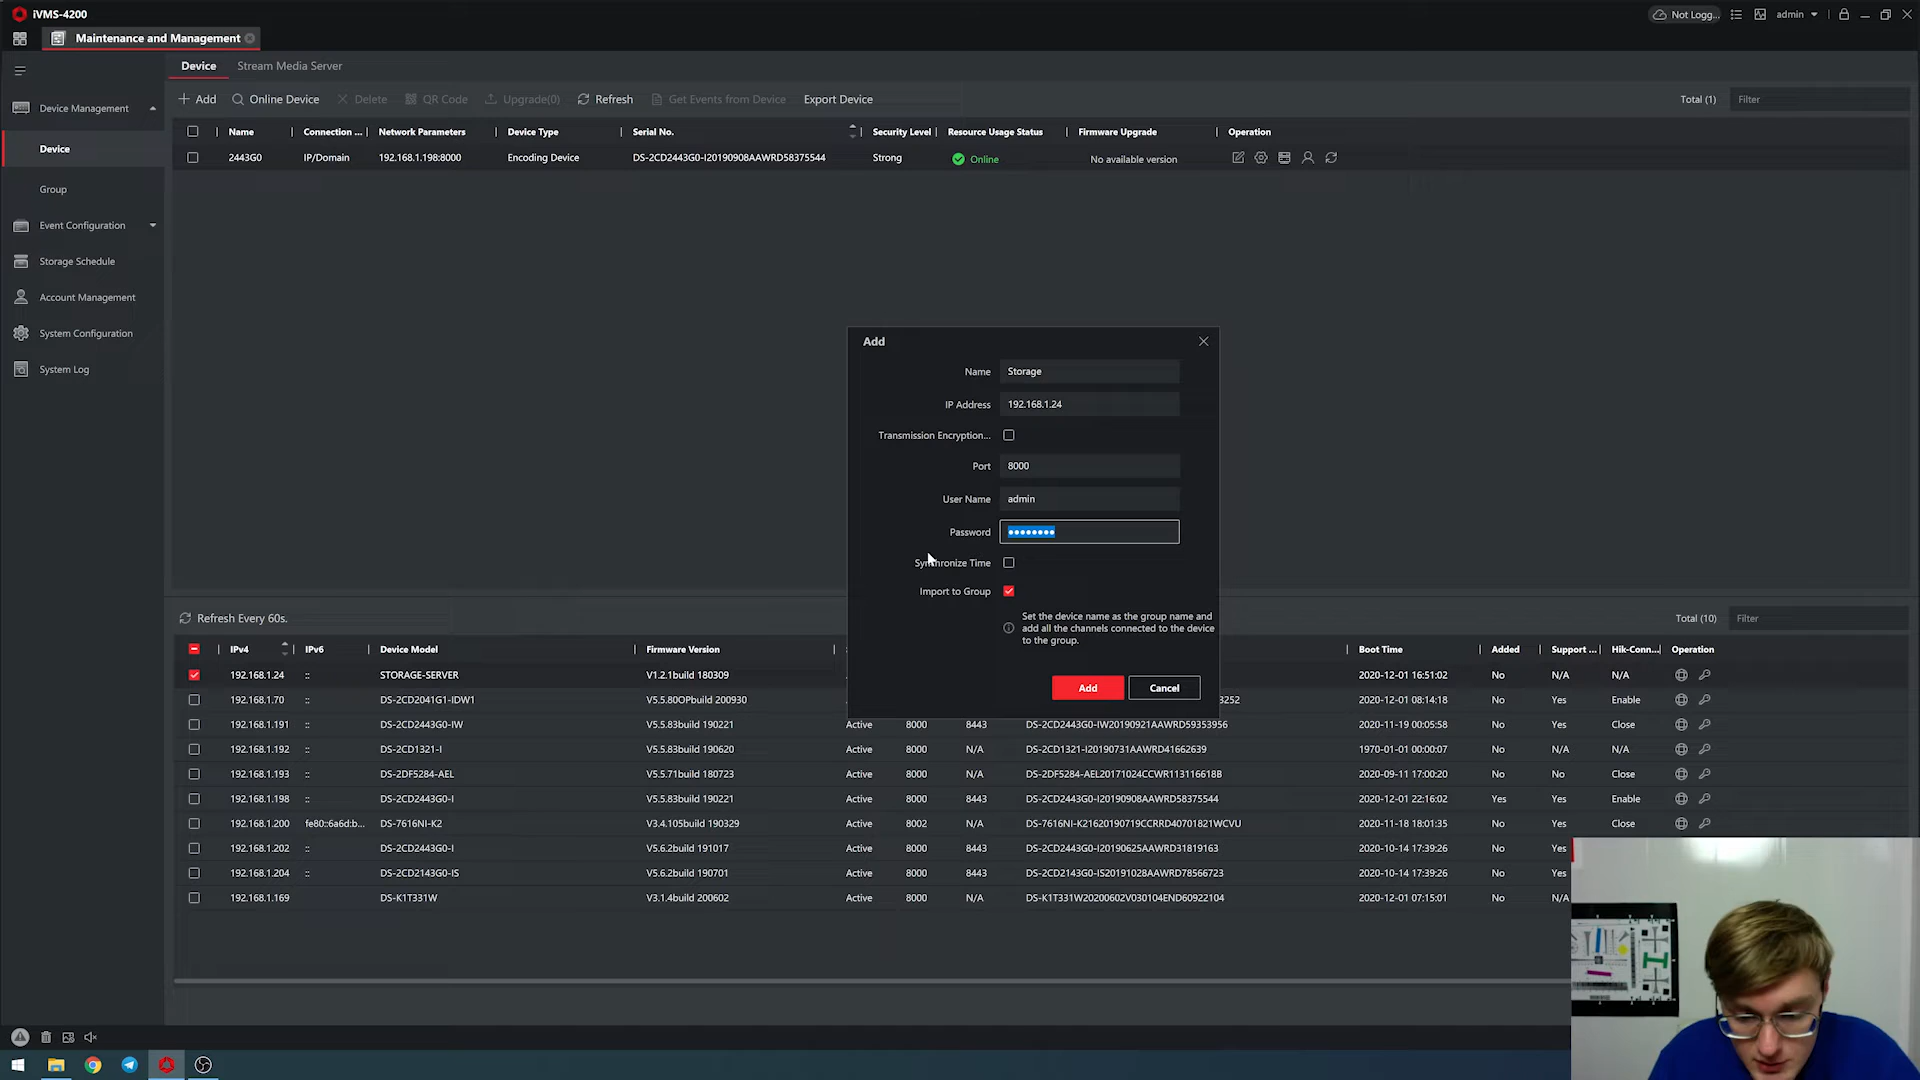 iVMS-4200
Not Logg...
admin
Maintenance and Management
Device
Stream Media Server
Device Management
Add
Online Device
Delete
QR Code
Upgrade(0)
Refresh
Get Events from Device
Export Device
Total (1)
Filter
Name Connection ... Network Parameters Device Type Serial No. Security Level Resource Usage Status Firmware Upgrade Operation
2443G0 IP/Domain 192.168.1.198:8000 Encoding Device DS-2CD2443G0-I20190908AAWRD58375544 Strong Online No available version
Device
Group
Event Configuration
Storage Schedule
Account Management
System Configuration
System Log
Add
Name Storage
IP Address 192.168.1.24
Transmission Encryption...
Port 8000
User Name admin
Password ••••••••
Synchronize Time
Import to Group
Set the device name as the group name and
add all the channels connected to the device
to the group.
Add
Cancel
Refresh Every 60s.
Total (10)
Filter
IPv4 IPv6 Device Model Firmware Version Boot Time Added Support ... Hik-Conn... Operation
192.168.1.24 :: STORAGE-SERVER V1.2.1build 180309 2020-12-01 16:51:02 No N/A N/A
192.168.1.70 :: DS-2CD2041G1-IDW1 V5.5.80OPbuild 200930 3252 2020-12-01 08:14:18 No Yes Enable
192.168.1.191 :: DS-2CD2443G0-IW V5.5.83build 190221 Active 8000 8443 DS-2CD2443G0-IW20190921AAWRD59353956 2020-11-19 00:05:58 No Yes Close
192.168.1.192 :: DS-2CD1321-I V5.5.83build 190620 Active 8000 N/A DS-2CD1321-I20190731AAWRD41662639 1970-01-01 00:00:07 No N/A N/A
192.168.1.193 :: DS-2DF5284-AEL V5.5.71build 180723 Active 8000 N/A DS-2DF5284-AEL20171024CCWR113116618B 2020-09-11 17:00:20 No No Close
192.168.1.198 :: DS-2CD2443G0-I V5.5.83build 190221 Active 8000 8443 DS-2CD2443G0-I20190908AAWRD58375544 2020-12-01 22:16:02 Yes Yes Enable
192.168.1.200 fe80::6a6d:b... DS-7616NI-K2 V3.4.105build 190329 Active 8002 N/A DS-7616NI-K21620190719CCRRD40701821WCVU 2020-11-18 18:01:35 No Yes Close
192.168.1.202 :: DS-2CD2443G0-I V5.6.2build 191017 Active 8000 8443 DS-2CD2443G0-I20190625AAWRD31819163 2020-10-14 17:39:26 No Yes
192.168.1.204 :: DS-2CD2143G0-IS V5.6.2build 190701 Active 8000 8443 DS-2CD2143G0-IS20191028AAWRD78566723 2020-10-14 17:39:26 No Yes
192.168.1.169 DS-K1T331W V3.1.4build 200602 Active 8000 N/A DS-K1T331W20200602V030104END60922104 2020-12-01 07:15:01 No N/A